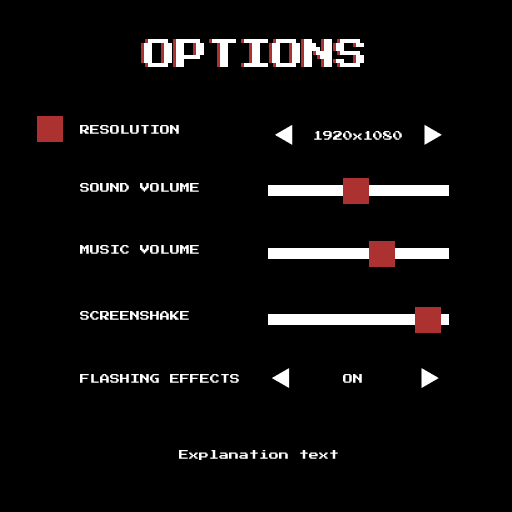 OPTIONS
RESOLUTION 1920x1080
SOUND VOLUME
MUSIC VOLUME
SCREENSHAKE
FLASHING EFFECTS ON
Explanation text